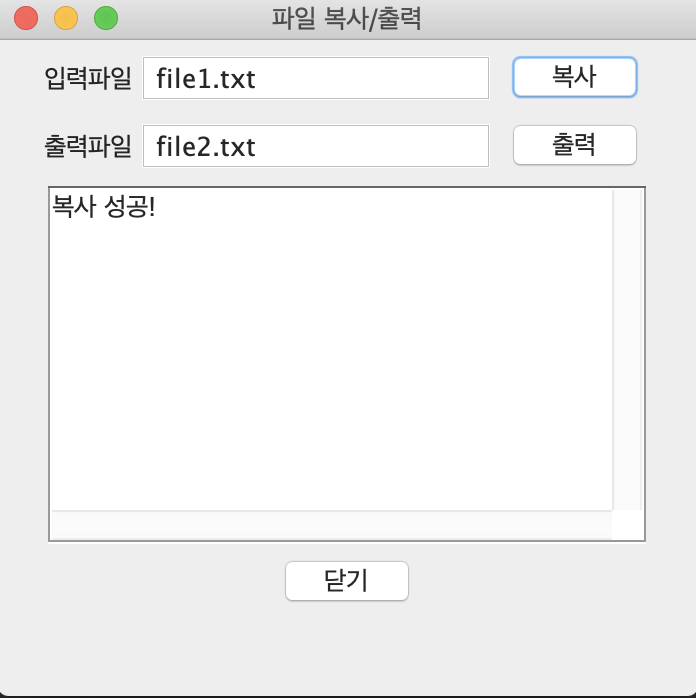 파일 복사/출력
입력파일 file1.txt 복사
출력파일 file2.txt 출력
복사 성공!
닫기